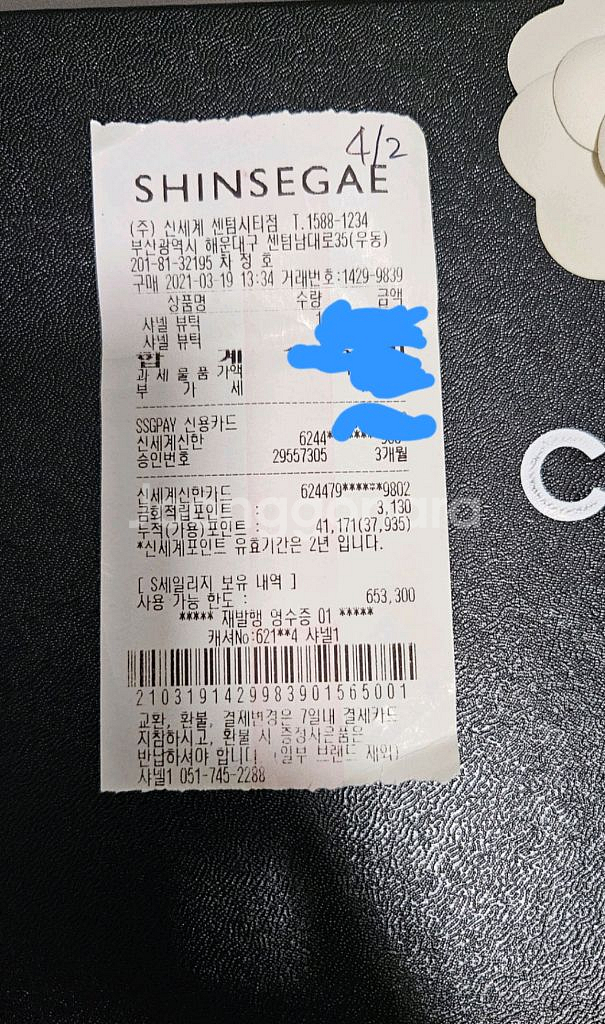 4/2
SHINSEGAE
(주) 신세계 센텀시티점 T.1588-1234
부산광역시 해운대구 센텀남대로35(우동)
201-81-32195 차 정 호
구매 2021-03-19 13:34 거래번호:1429-9839
상품명 수량 금액
샤넬 뷰틱 1
샤넬 뷰틱
합 계
과 세 물 품 가액
부 가 세
SSGPAY 신용카드
신세계신한 6244*
승인번호 29557305 3개월
신세계신한카드 624479******9802
금회적립포인트 : 3,130
누적(가용)포인트 : 41,171(37,935)
*신세계포인트 유효기간은 2년 입니다.
[ S세일리지 보유 내역 ]
사용 가능 한도 : 653,300
***** 재발행 영수증 01 *****
캐셔No:621**4 샤넬1
2103191429983901565001
교환, 환불, 결제변경은 7일내 결제카드
지참하시고, 환불 시 증정사은품은
반납하셔야 합니다. (일부 브랜드 제외)
샤넬1 051-745-2288
C